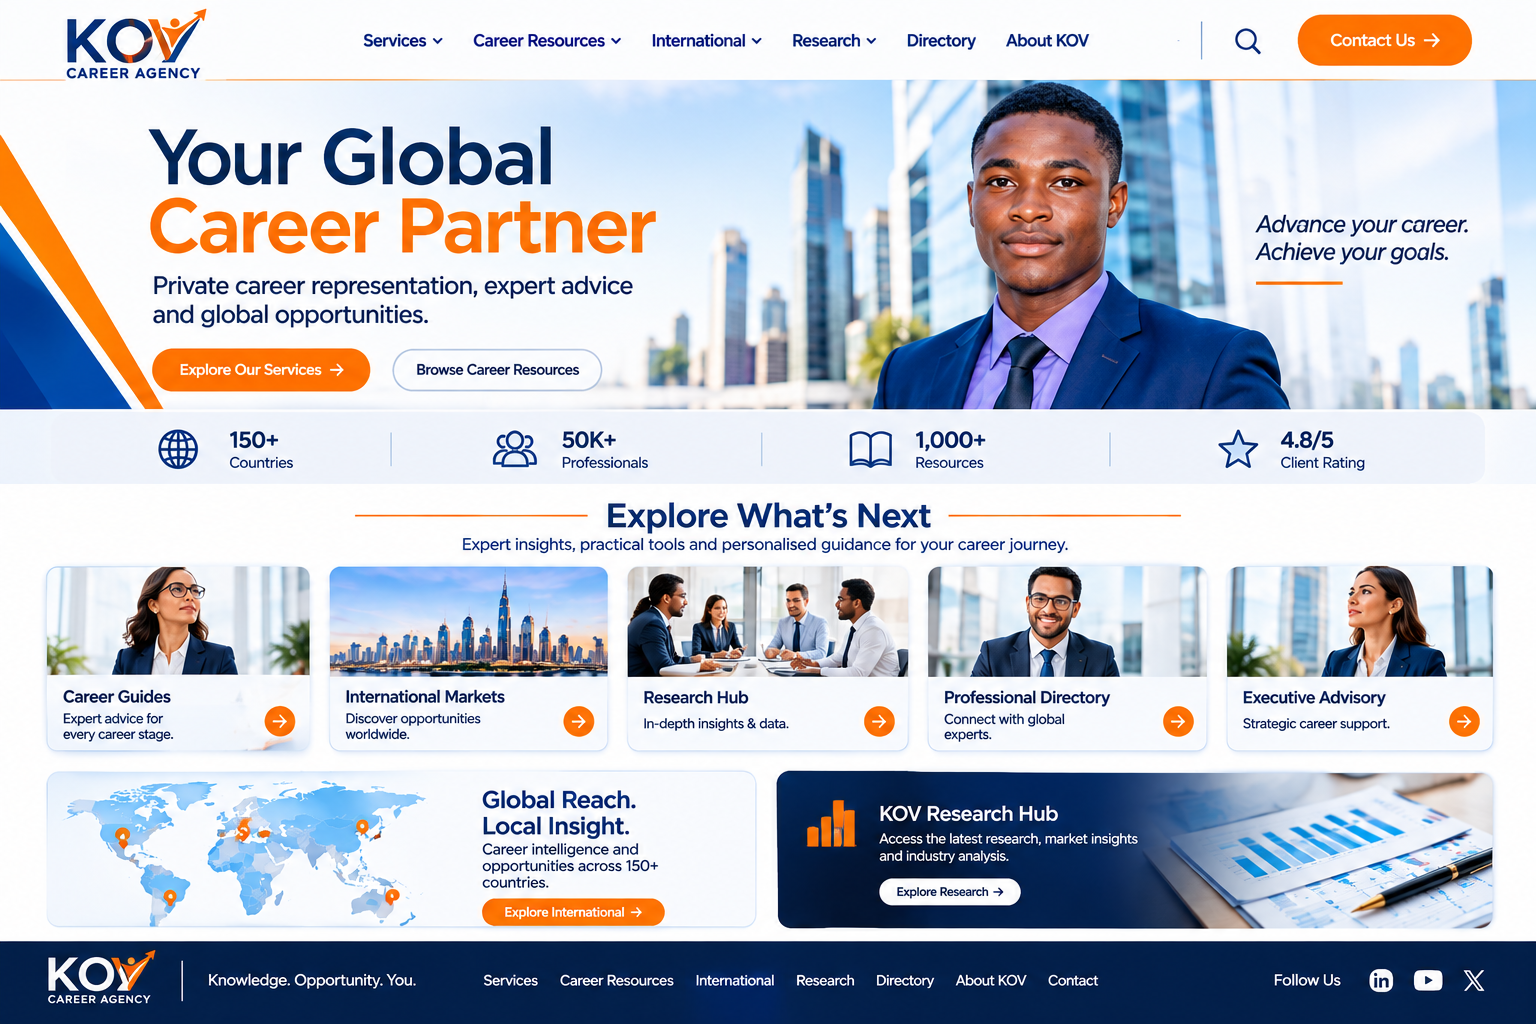 KOV
CAREER AGENCY
Services
Career Resources
International
Research
Directory
About KOV
Contact Us →
Your Global
Career Partner
Private career representation, expert advice
and global opportunities.
Explore Our Services →
Browse Career Resources
Advance your career.
Achieve your goals.
150+
Countries
50K+
Professionals
1,000+
Resources
4.8/5
Client Rating
Explore What's Next
Expert insights, practical tools and personalised guidance for your career journey.
Career Guides
Expert advice for
every career stage.
International Markets
Discover opportunities
worldwide.
Research Hub
In-depth insights & data.
Professional Directory
Connect with global
experts.
Executive Advisory
Strategic career support.
Global Reach.
Local Insight.
Career intelligence and
opportunities across 150+
countries.
Explore International →
KOV Research Hub
Access the latest research, market insights
and industry analysis.
Explore Research →
KOV
CAREER AGENCY
Knowledge. Opportunity. You.
Services
Career Resources
International
Research
Directory
About KOV
Contact
Follow Us